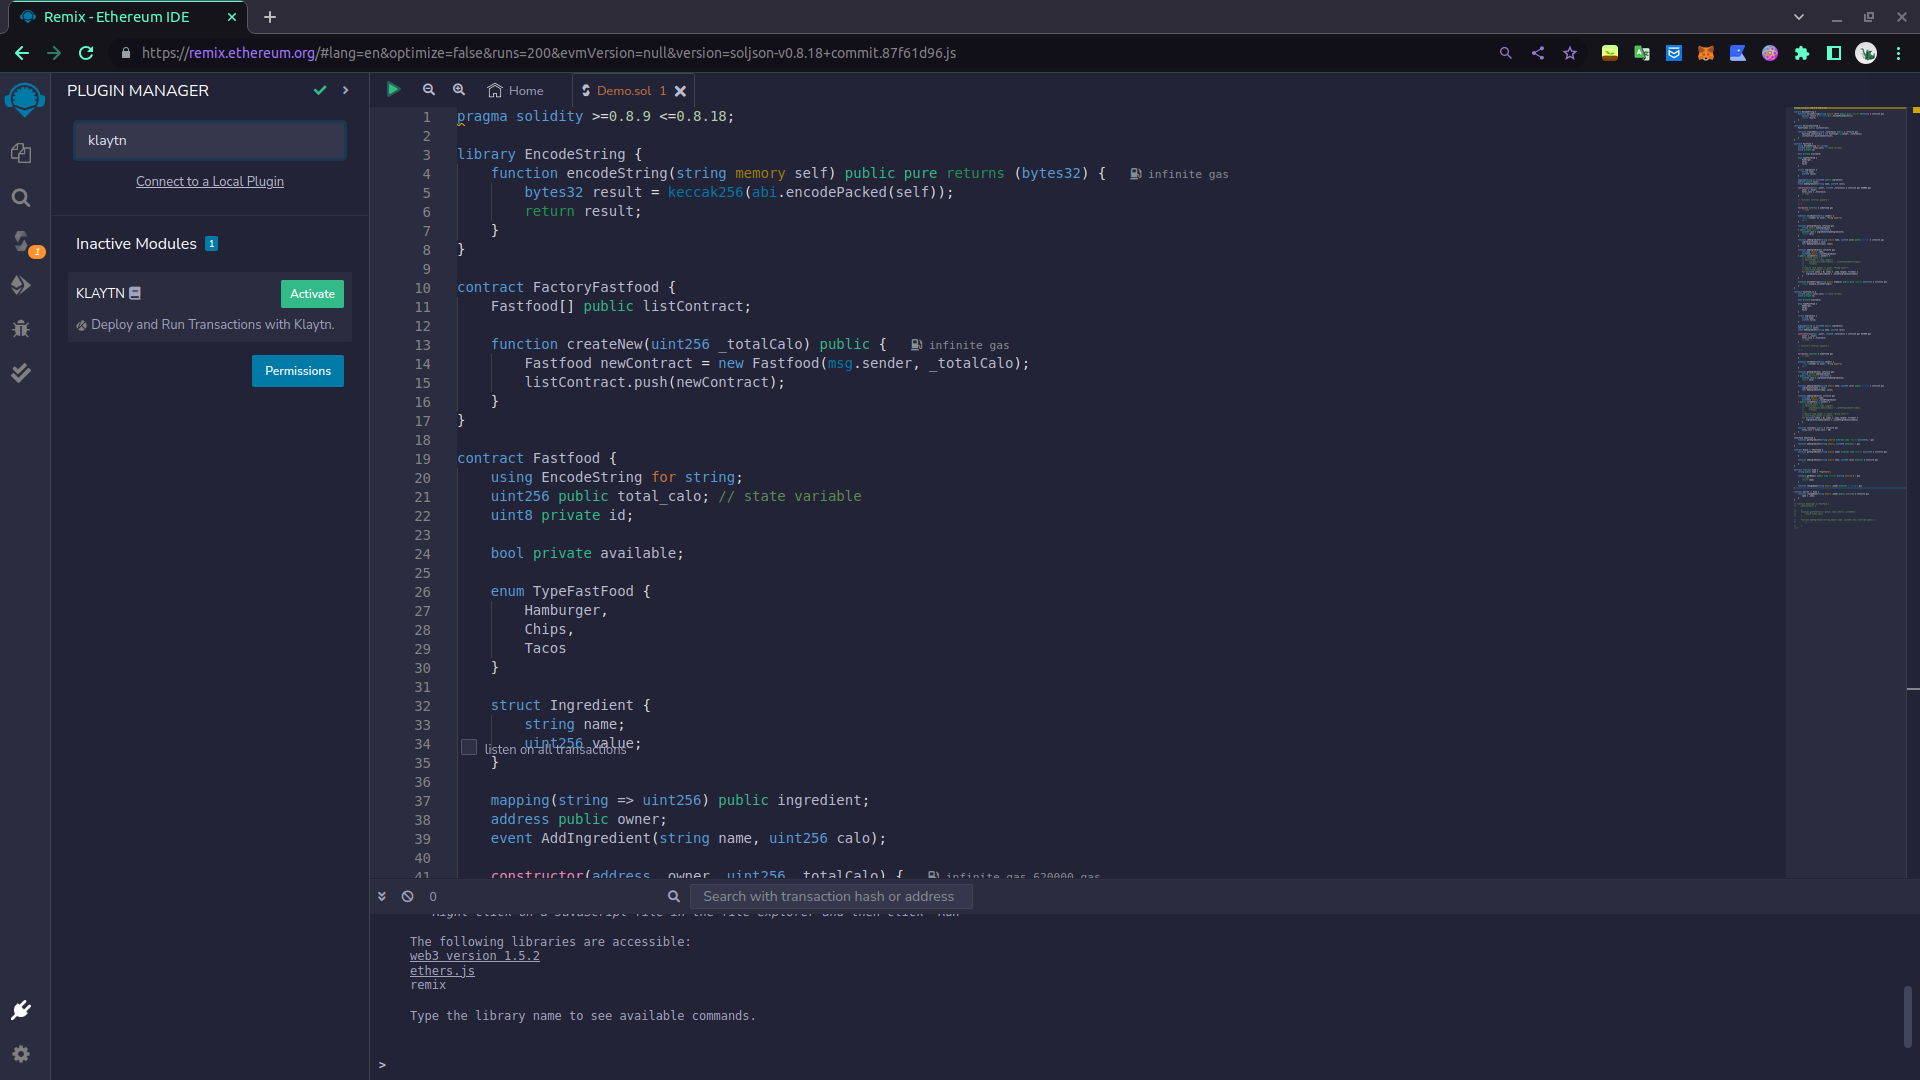 Remix - Ethereum IDE
https://remix.ethereum.org/#lang=en&optimize=false&runs=200&evmVersion=null&version=soljson-v0.8.18+commit.87f61d96.js
PLUGIN MANAGER
klaytn
Connect to a Local Plugin
Inactive Modules 1
1
KLAYTN
Activate
Deploy and Run Transactions with Klaytn.
Permissions
Home
Demo.sol 1
1 pragma solidity >=0.8.9 <=0.8.18;
2
3 library EncodeString {
4 function encodeString(string memory self) public pure returns (bytes32) { infinite gas
5 bytes32 result = keccak256(abi.encodePacked(self));
6 return result;
7 }
8 }
9
10 contract FactoryFastfood {
11 Fastfood[] public listContract;
12
13 function createNew(uint256 _totalCalo) public { infinite gas
14 Fastfood newContract = new Fastfood(msg.sender, _totalCalo);
15 listContract.push(newContract);
16 }
17 }
18
19 contract Fastfood {
20 using EncodeString for string;
21 uint256 public total_calo; // state variable
22 uint8 private id;
23
24 bool private available;
25
26 enum TypeFastFood {
27 Hamburger,
28 Chips,
29 Tacos
30 }
31
32 struct Ingredient {
33 string name;
34 uint256 value;
listen on all transactions
35 }
36
37 mapping(string => uint256) public ingredient;
38 address public owner;
39 event AddIngredient(string name, uint256 calo);
40
41 constructor(address _owner, uint256 _totalCalo) { infinite gas 620000 gas
0
Search with transaction hash or address
Right click on a JavaScript file in the file explorer and then click `Run`
The following libraries are accessible:
web3 version 1.5.2
ethers.js
remix
Type the library name to see available commands.
>